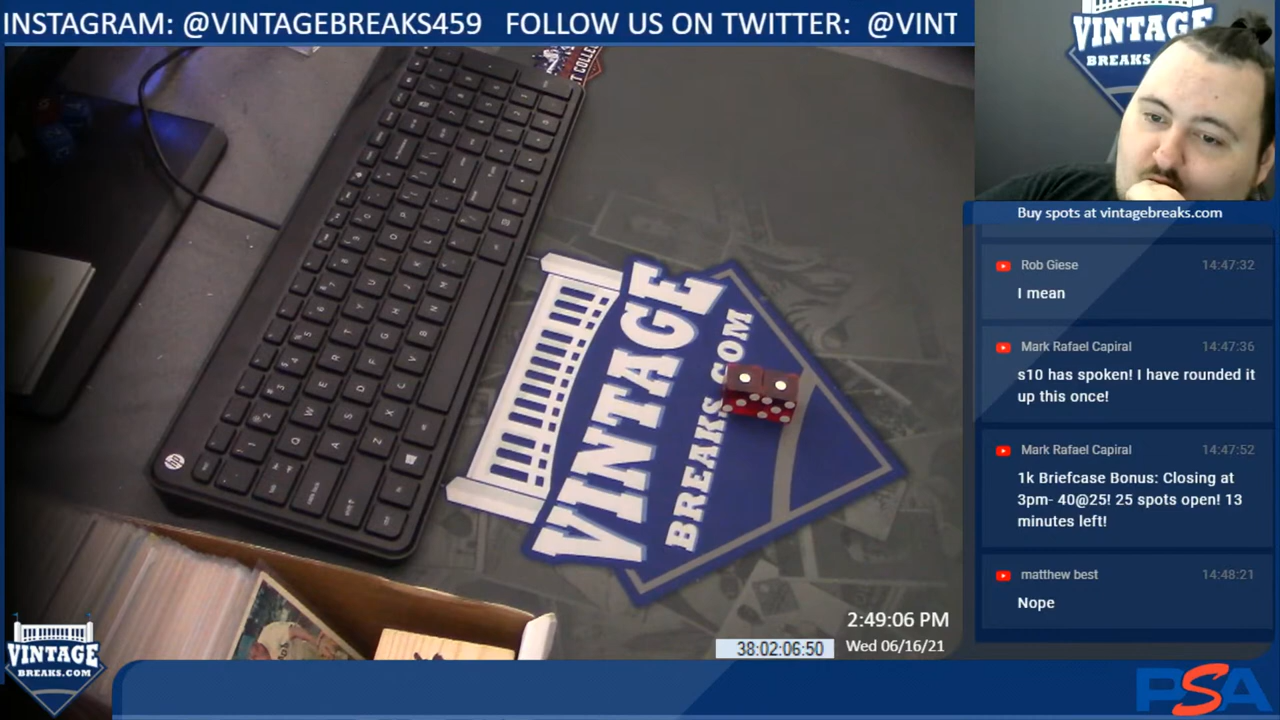 INSTAGRAM: @VINTAGEBREAKS459 FOLLOW US ON TWITTER: @VINT
VINTAGE
BREAKS
Buy spots at vintagebreaks.com
Rob Giese 14:47:32
I mean
Mark Rafael Capiral 14:47:36
s10 has spoken! I have rounded it
up this once!
Mark Rafael Capiral 14:47:52
1k Briefcase Bonus: Closing at
3pm- 40@25! 25 spots open! 13
minutes left!
matthew best 14:48:21
Nope
VINTAGE
BREAKS.COM
hp
2:49:06 PM
38:02:06:50 Wed 06/16/21
VINTAGE
BREAKS.COM
PSA